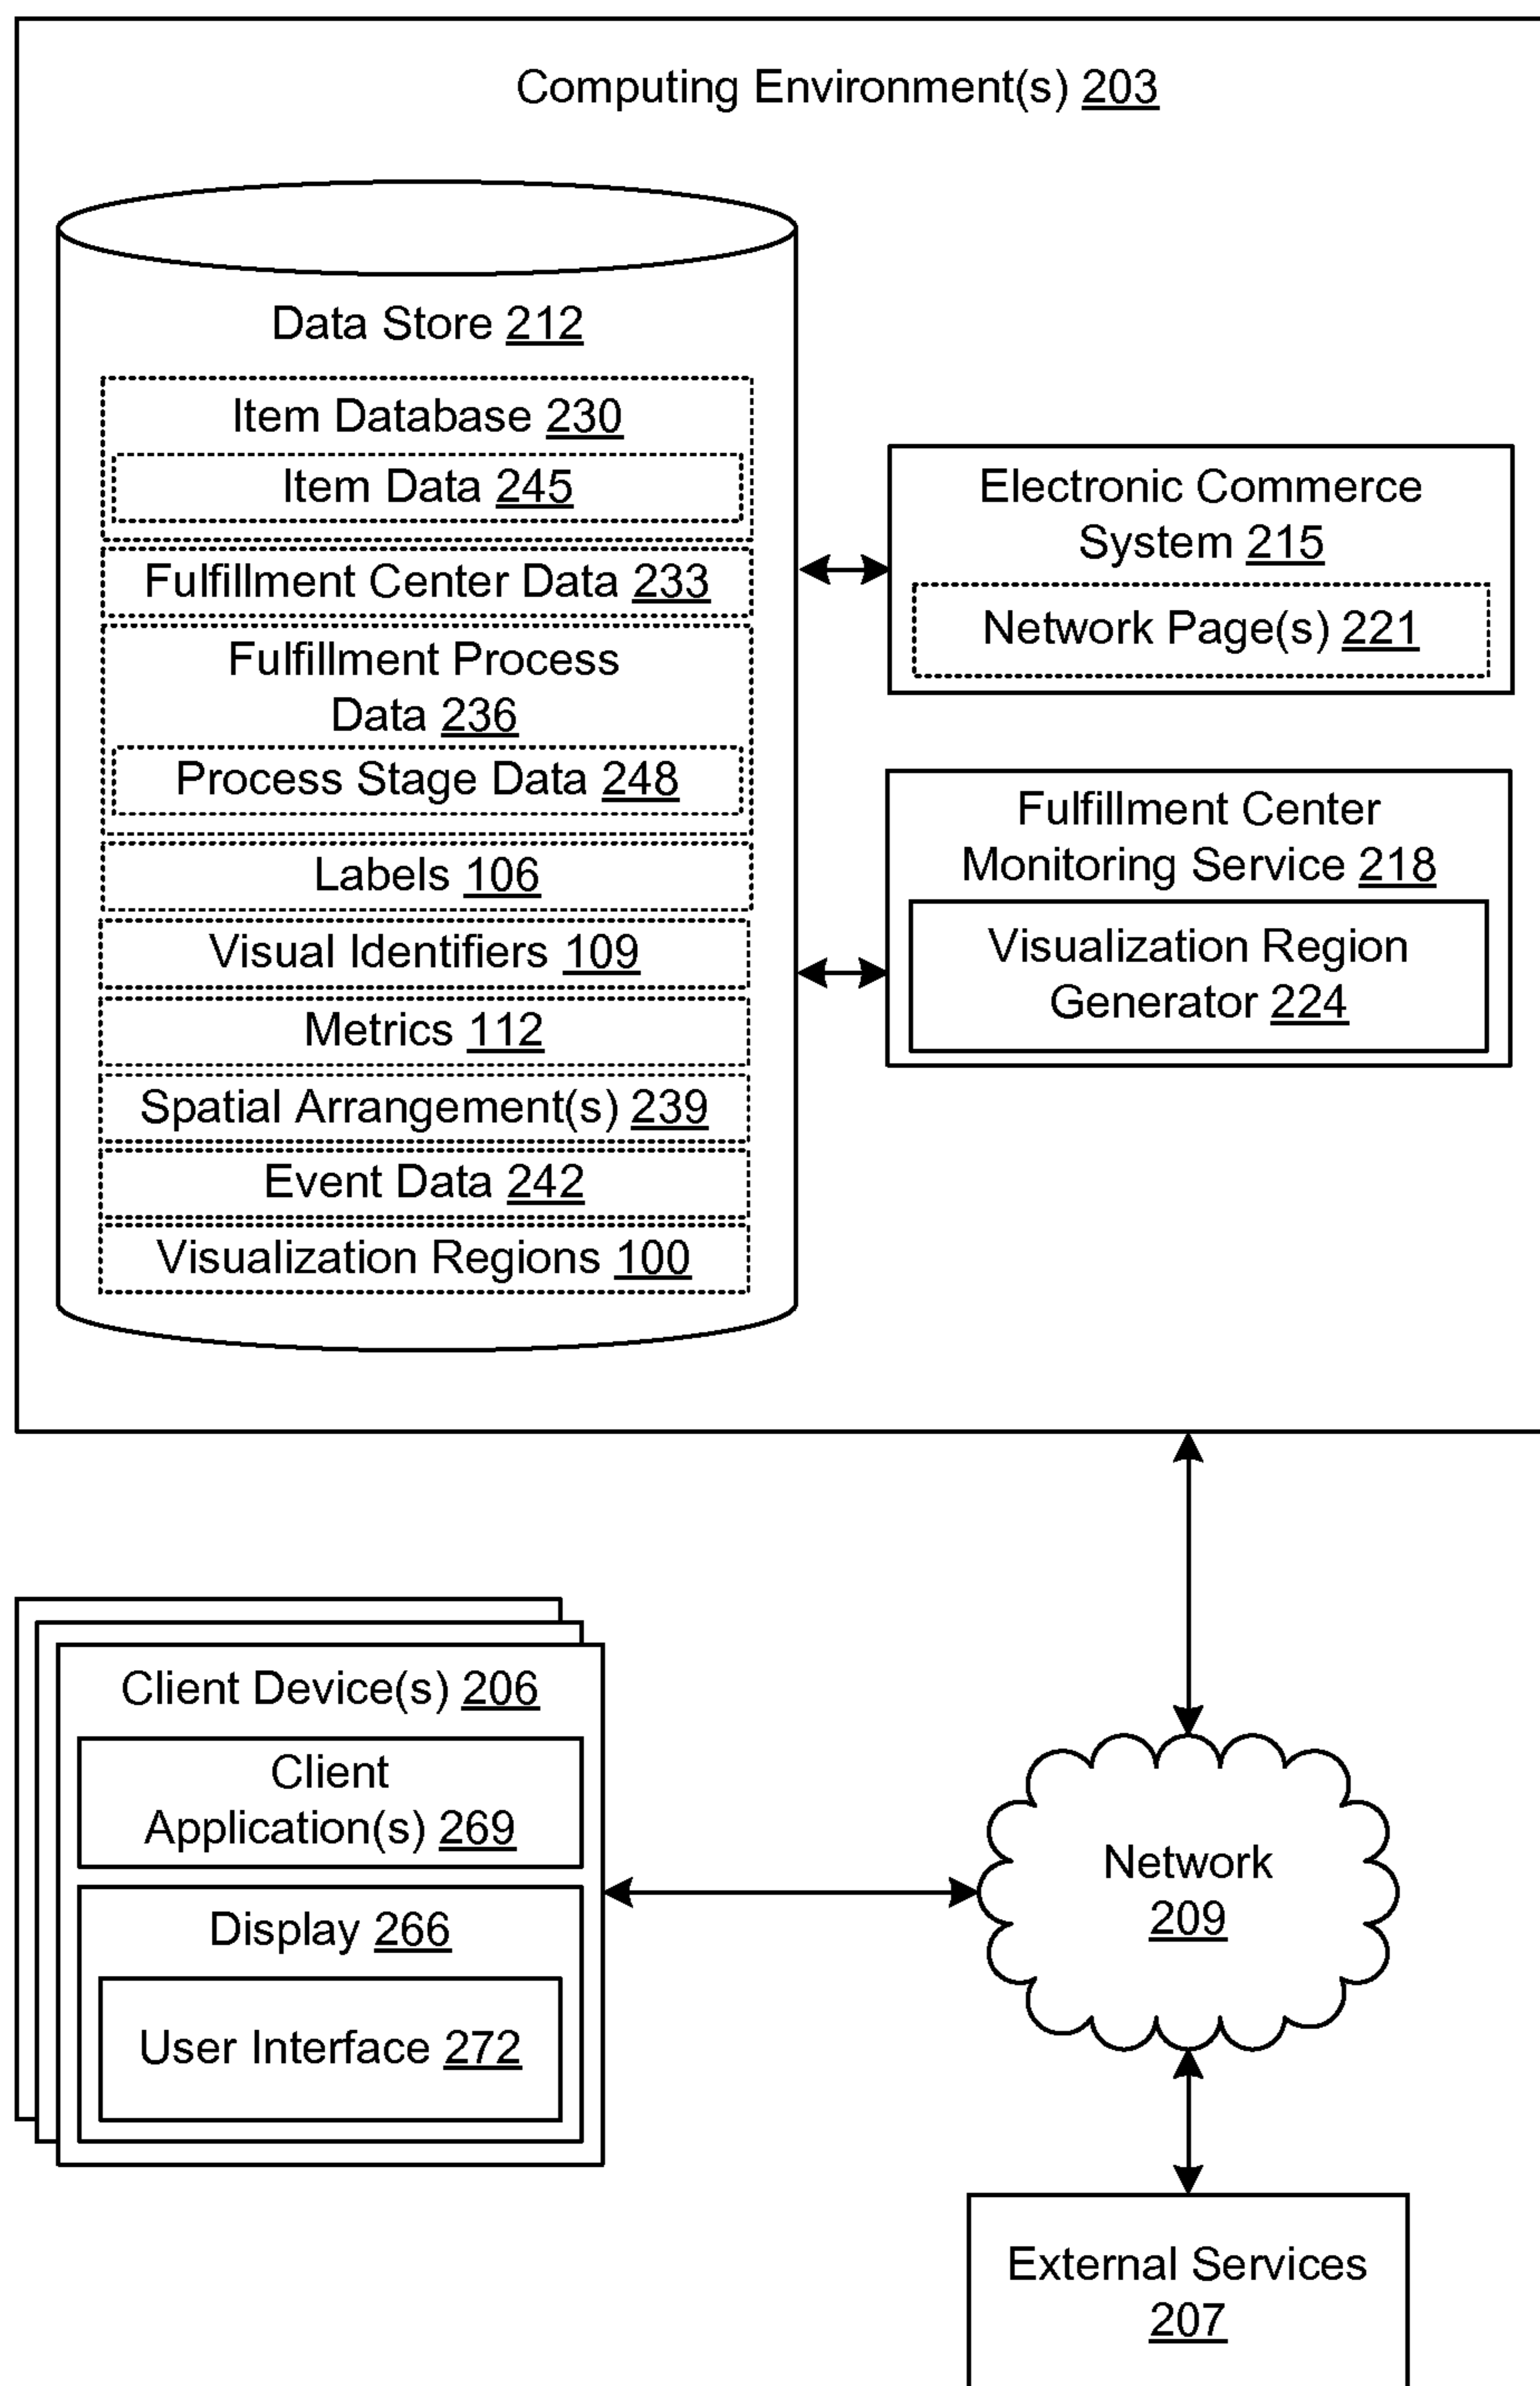 Computing Environment(s) 203
Data Store 212
Item Database 230
Item Data 245
Fulfillment Center Data 233
Fulfillment Process
Data 236
Process Stage Data 248
Labels 106
Visual Identifiers 109
Metrics 112
Spatial Arrangement(s) 239
Event Data 242
Visualization Regions 100
Electronic Commerce
System 215
Network Page(s) 221
Fulfillment Center
Monitoring Service 218
Visualization Region
Generator 224
Client Device(s) 206
Client
Application(s) 269
Display 266
User Interface 272
Network
209
External Services
207